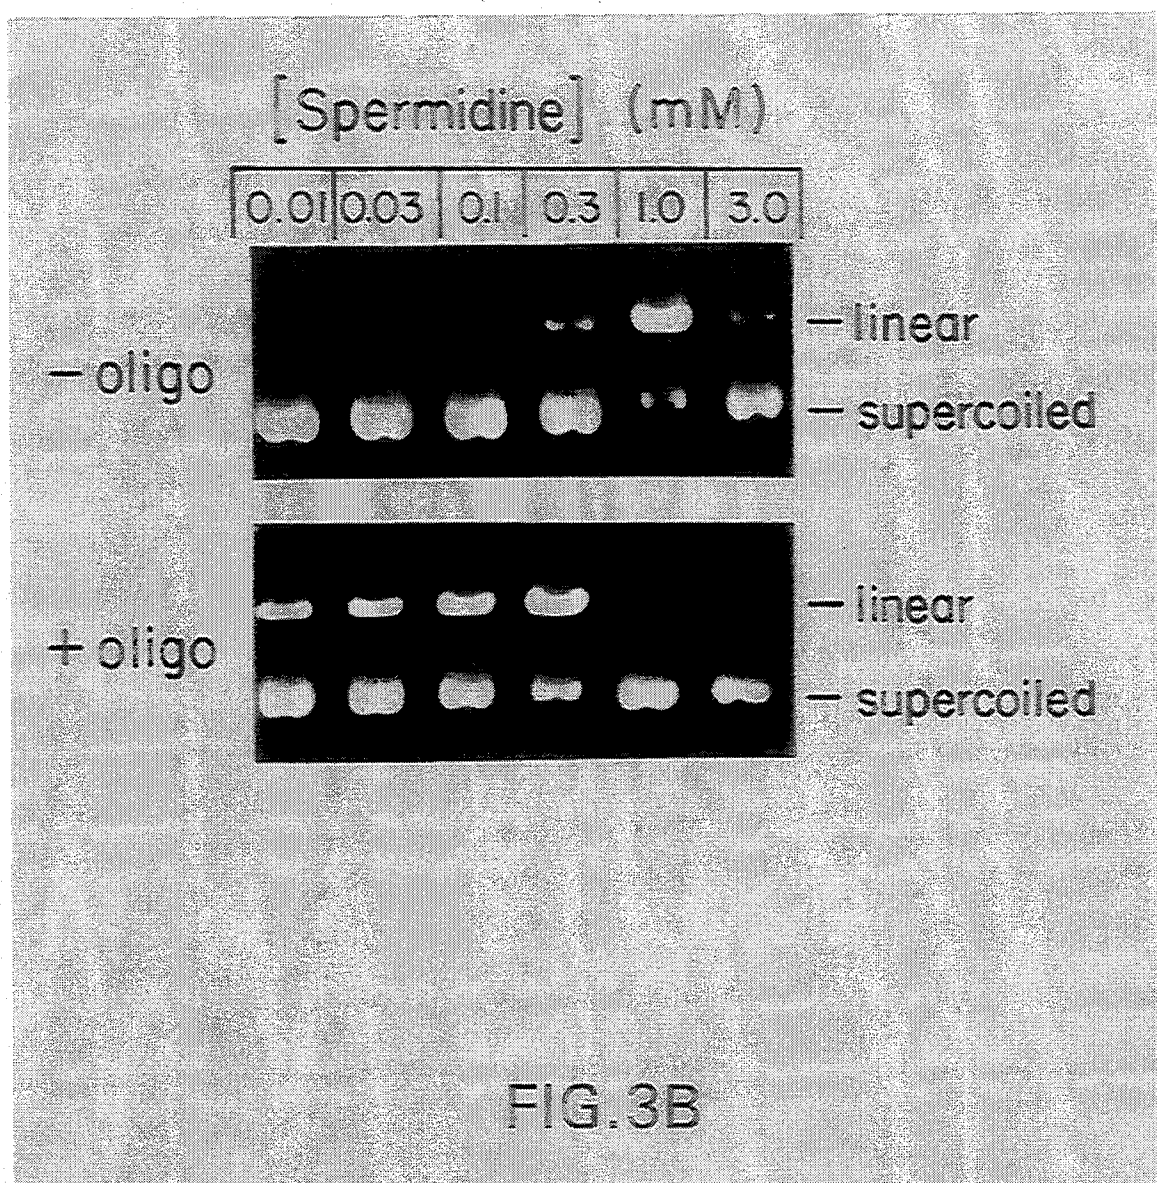 [Spermidine] (mM)
0.01 0.03 0.1 0.3 1.0 3.0
– linear
– oligo
– supercoiled
– linear
+ oligo
– supercoiled
FIG.3B